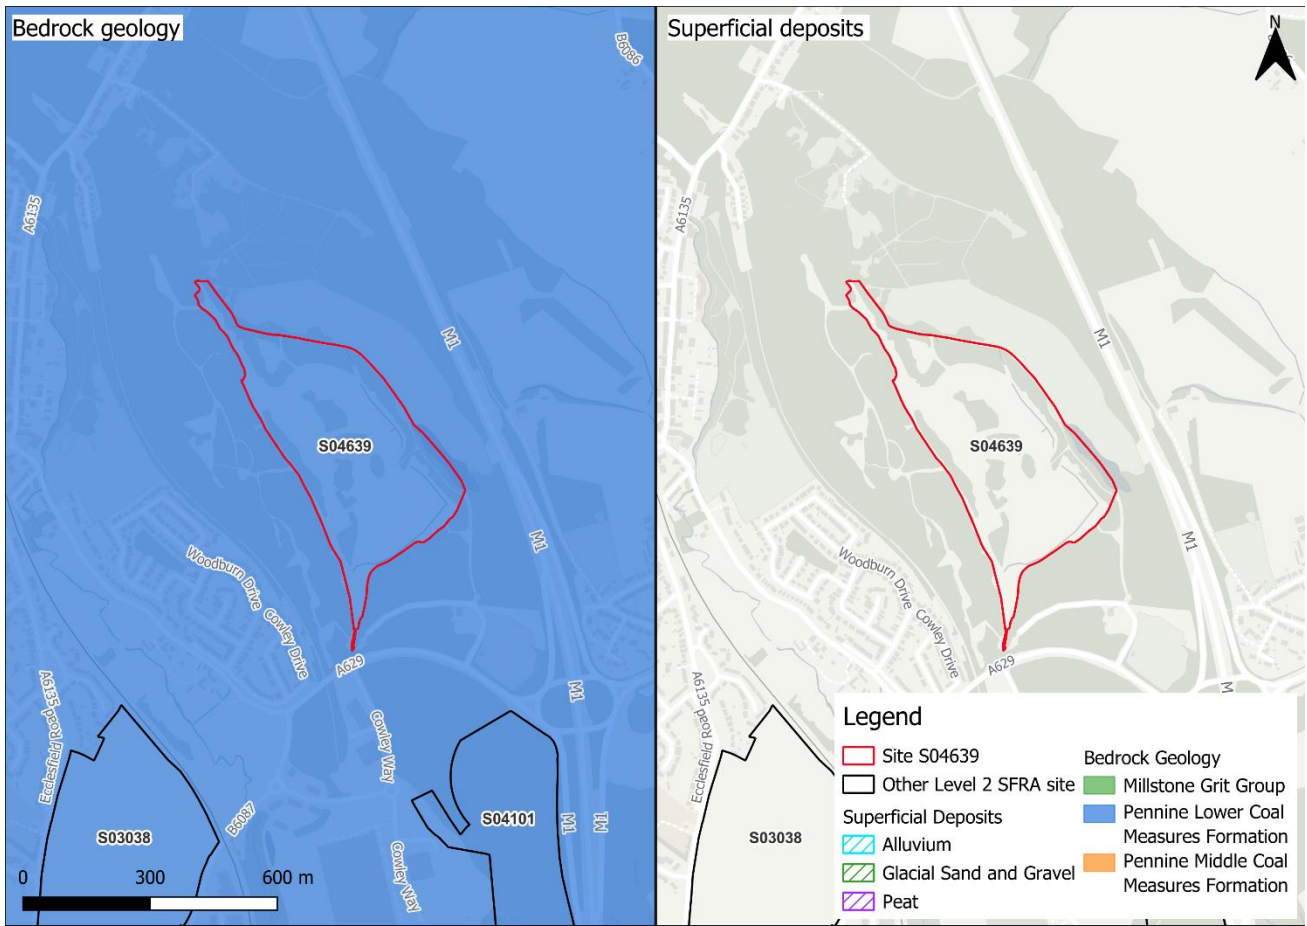 Bedrock geology
B6086
A6135
M1
S04639
Woodburn Drive
Cowley Drive
M1
A629
A6135
Ecclesfield Road
M1
Cowley Way
S04101
M1
M1
B6087
S03038
Cowley Way
0 300 600 m
Superficial deposits
N
A6135
M1
S04639
M1
Woodburn Drive
Cowley Drive
A629
A6135
Ecclesfield Road
S03038
Legend
Site S04639
Other Level 2 SFRA site
Superficial Deposits
Alluvium
Glacial Sand and Gravel
Peat
Bedrock Geology
Millstone Grit Group
Pennine Lower Coal
Measures Formation
Pennine Middle Coal
Measures Formation